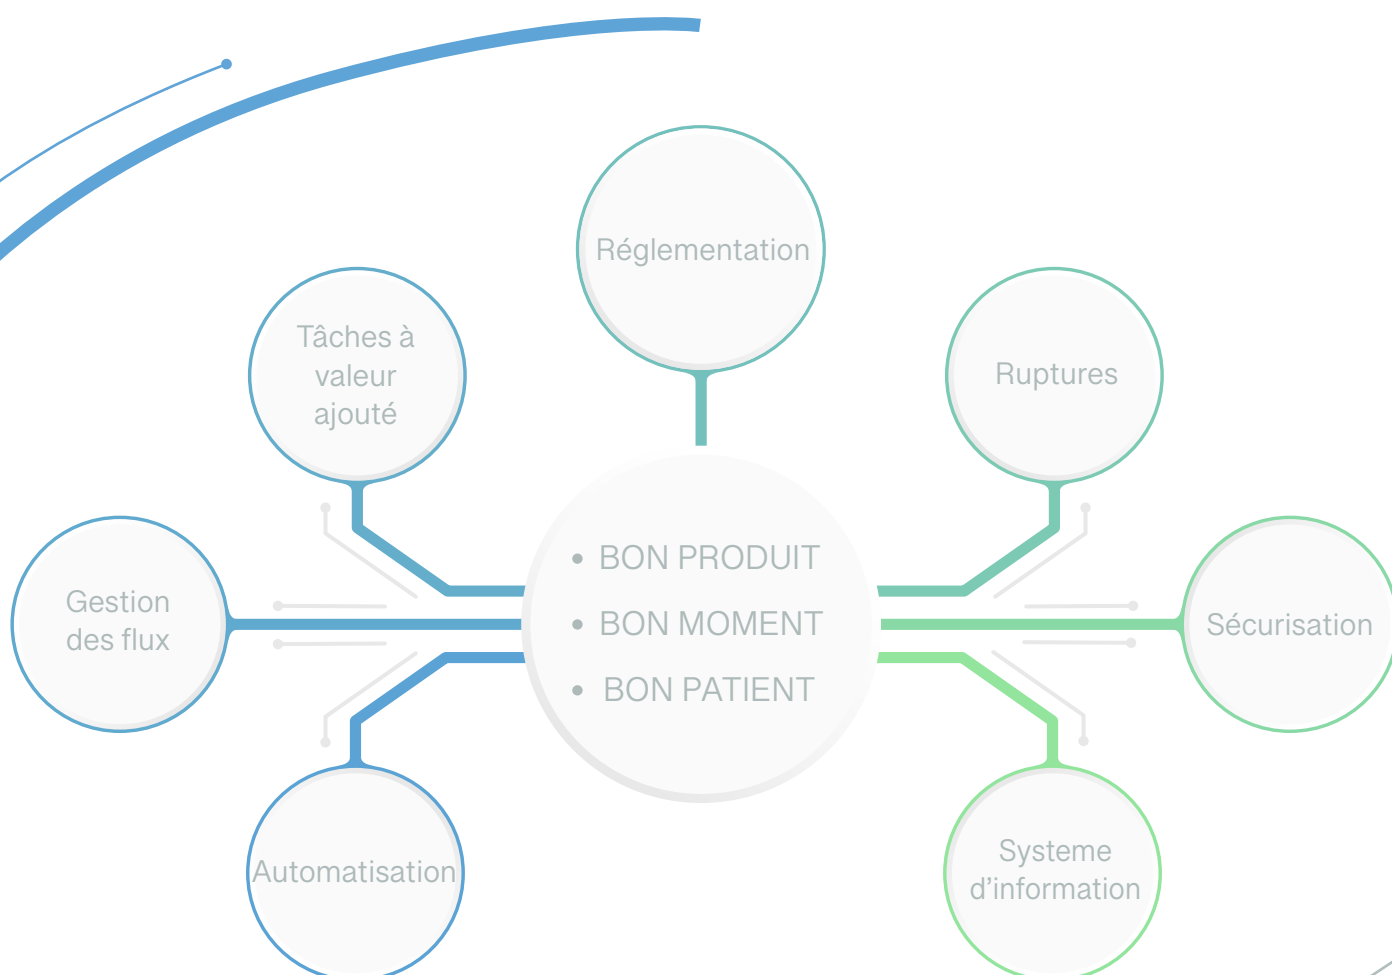 Réglementation
Tâches à
valeur
ajouté
Ruptures
• BON PRODUIT
• BON MOMENT
• BON PATIENT
Gestion
des flux
Sécurisation
Automatisation
Systeme
d’information